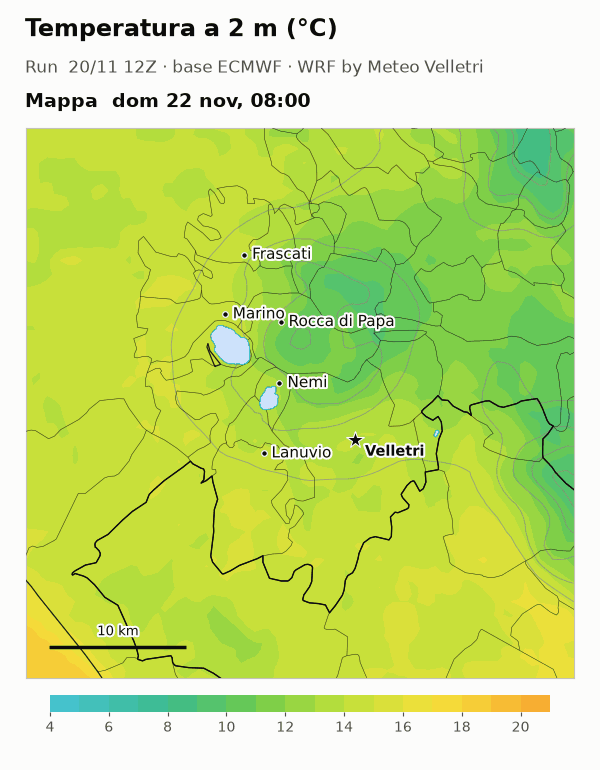 Temperatura a 2 m (°C)
Run  20/11 12Z · base ECMWF · WRF by Meteo Velletri
Mappa  dom 22 nov, 08:00
Frascati
Marino
Rocca di Papa
Nemi
Velletri
Lanuvio
10 km
4 6 8 10 12 14 16 18 20